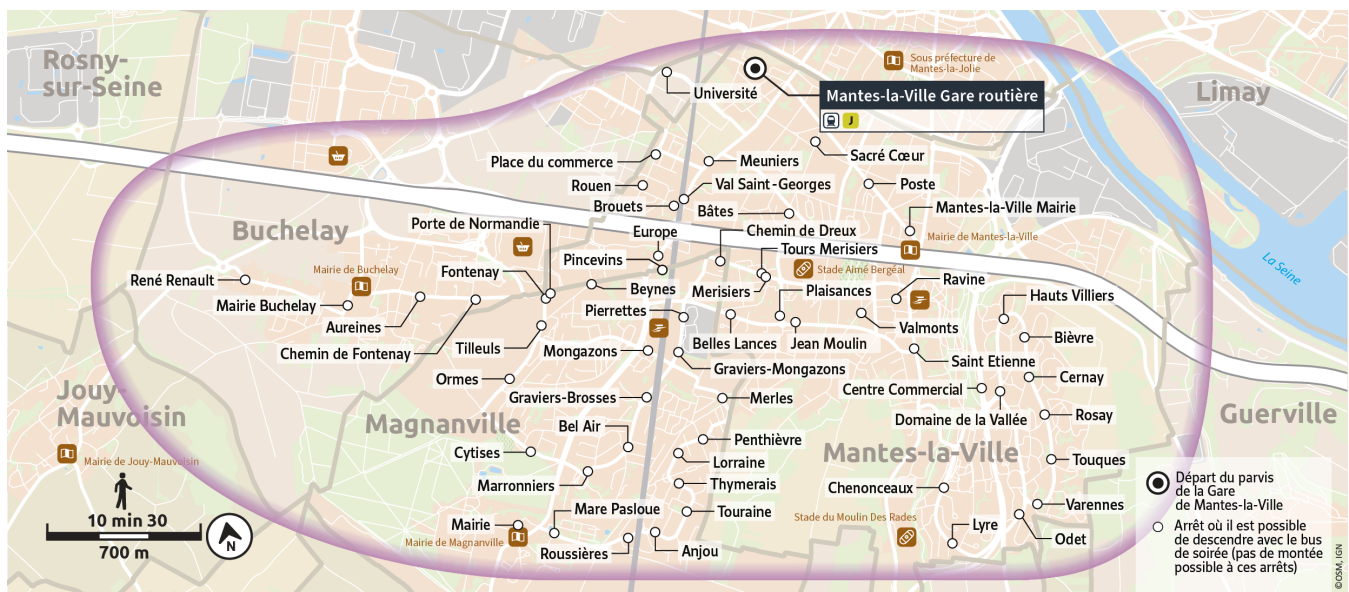 Rosny-
sur-Seine
Sous préfecture de
Mantes-la-Jolie
Université
Mantes-la-Ville Gare routière
J
Limay
Place du commerce
Meuniers
Sacré Cœur
Rouen
Val Saint-Georges
Poste
Brouets
Bâtes
Mantes-la-Ville Mairie
Porte de Normandie
Buchelay
Europe
Chemin de Dreux
Mairie de Mantes-la-Ville
Tours Merisiers
La Seine
Pincevins
Stade Aimé Bergéal
Mairie de Buchelay
Fontenay
René Renault
Ravine
Beynes
Merisiers
Plaisances
Hauts Villiers
Mairie Buchelay
Pierrettes
Aureines
Valmonts
Bièvre
Chemin de Fontenay
Tilleuls
Mongazons
Belles Lances
Jean Moulin
Saint Etienne
Graviers-Mongazons
Ormes
Cernay
Centre Commercial
Jouy-
Mauvoisin
Graviers-Brosses
Merles
Domaine de la Vallée
Rosay
Guerville
Magnanville
Bel Air
Penthièvre
Mantes-la-Ville
Cytises
Lorraine
Touques
Mairie de Jouy-Mauvoisin
Marronniers
Thymerais
Chenonceaux
Départ du parvis
de la Gare
de Mantes-la-Ville
Varennes
Mare Pasloue
Touraine
Stade du Moulin Des Rades
10 min 30
700 m
N
Mairie
Lyre
Odet
Arrêt où il est possible
de descendre avec le bus
de soirée (pas de montée
possible à ces arrêts)
Mairie de Magnanville
Roussières
Anjou
©OSM, IGN